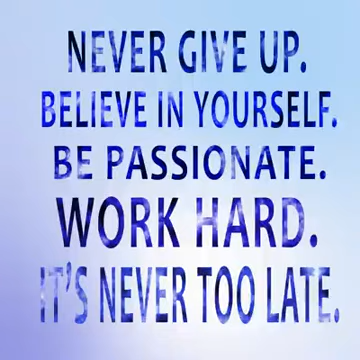 NEVER GIVE UP.
BELIEVE IN YOURSELF.
BE PASSIONATE.
WORK HARD.
IT'S NEVER TOO LATE.